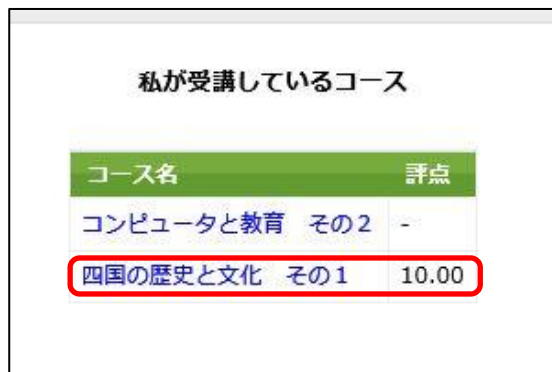 私が受講しているコース
コース名 評点
コンピュータと教育　その２ -
四国の歴史と文化　その１ 10.00